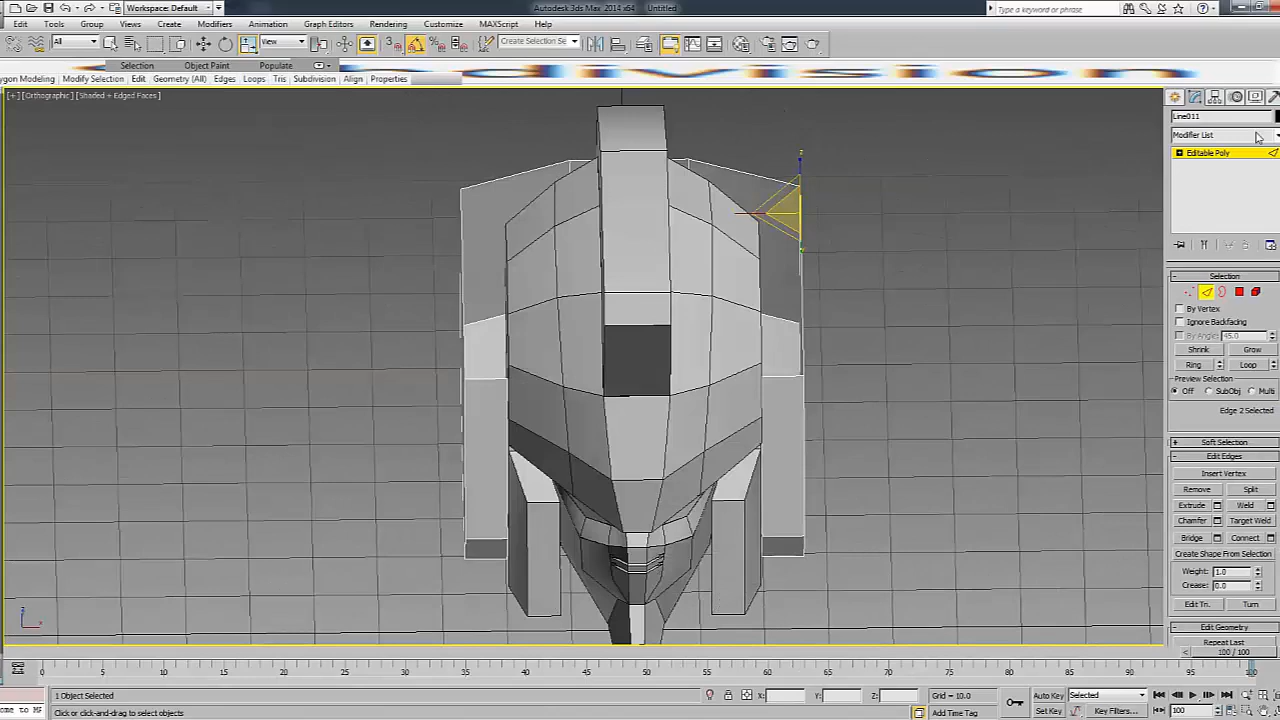 Workspace: Default
Autodesk 3ds Max 2014 x64    Untitled
Type a keyword or phrase
Edit Tools Group Views Create Modifiers Animation Graph Editors Rendering Customize MAXScript Help
All View Create Selection Se
Selection Object Paint Populate
ygon Modeling Modify Selection Edit Geometry (All) Edges Loops Tris Subdivision Align Properties
[+] [Orthographic] [Shaded + Edged Faces]
Line011
Modifier List
Editable Poly
Selection
By Vertex
Ignore Backfacing
By Angle: 45.0
Shrink Grow
Ring Loop
Preview Selection
Off SubObj Multi
Edge 2 Selected
Soft Selection
Edit Edges
Insert Vertex
Remove Split
Extrude Weld
Chamfer Target Weld
Bridge Connect
Create Shape From Selection
Weight: 1.0
Crease: 0.0
Edit Tri. Turn
Edit Geometry
Repeat Last
< 100 / 100
0 5 10 15 20 25 30 35 40 45 50 55 60 65 70 75 80 85 90 95 100
1 Object Selected X: Y: Z: Grid = 10.0 Auto Key Selected
ome to MF Click or click-and-drag to select objects Add Time Tag Set Key Key Filters... 100